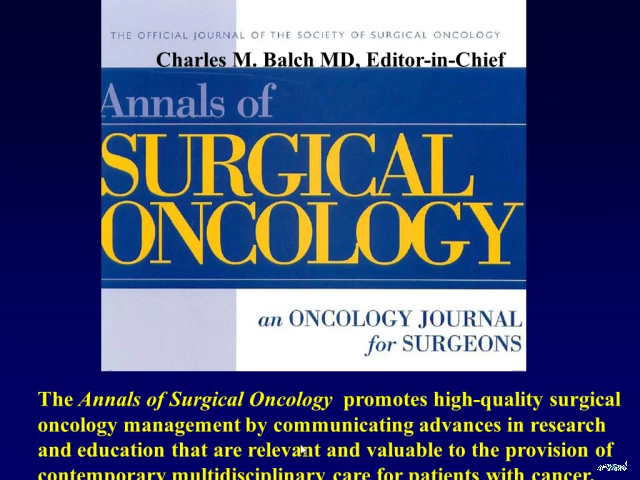 THE OFFICIAL JOURNAL OF THE SOCIETY OF SURGICAL ONCOLOGY
Charles M. Balch MD, Editor-in-Chief
Annals of
SURGICAL
ONCOLOGY
an ONCOLOGY JOURNAL
for SURGEONS
The Annals of Surgical Oncology promotes high-quality surgical
oncology management by communicating advances in research
and education that are relevant and valuable to the provision of
contemporary multidisciplinary care for patients with cancer.